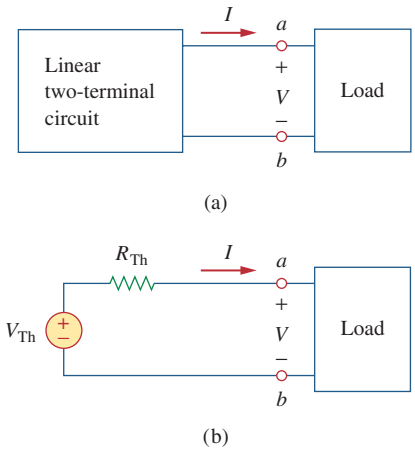 I
a
+
Linear
two-terminal
circuit
V
Load
−
b
(a)
R_Th
I
a
+
V_Th
+
−
V
Load
−
b
(b)